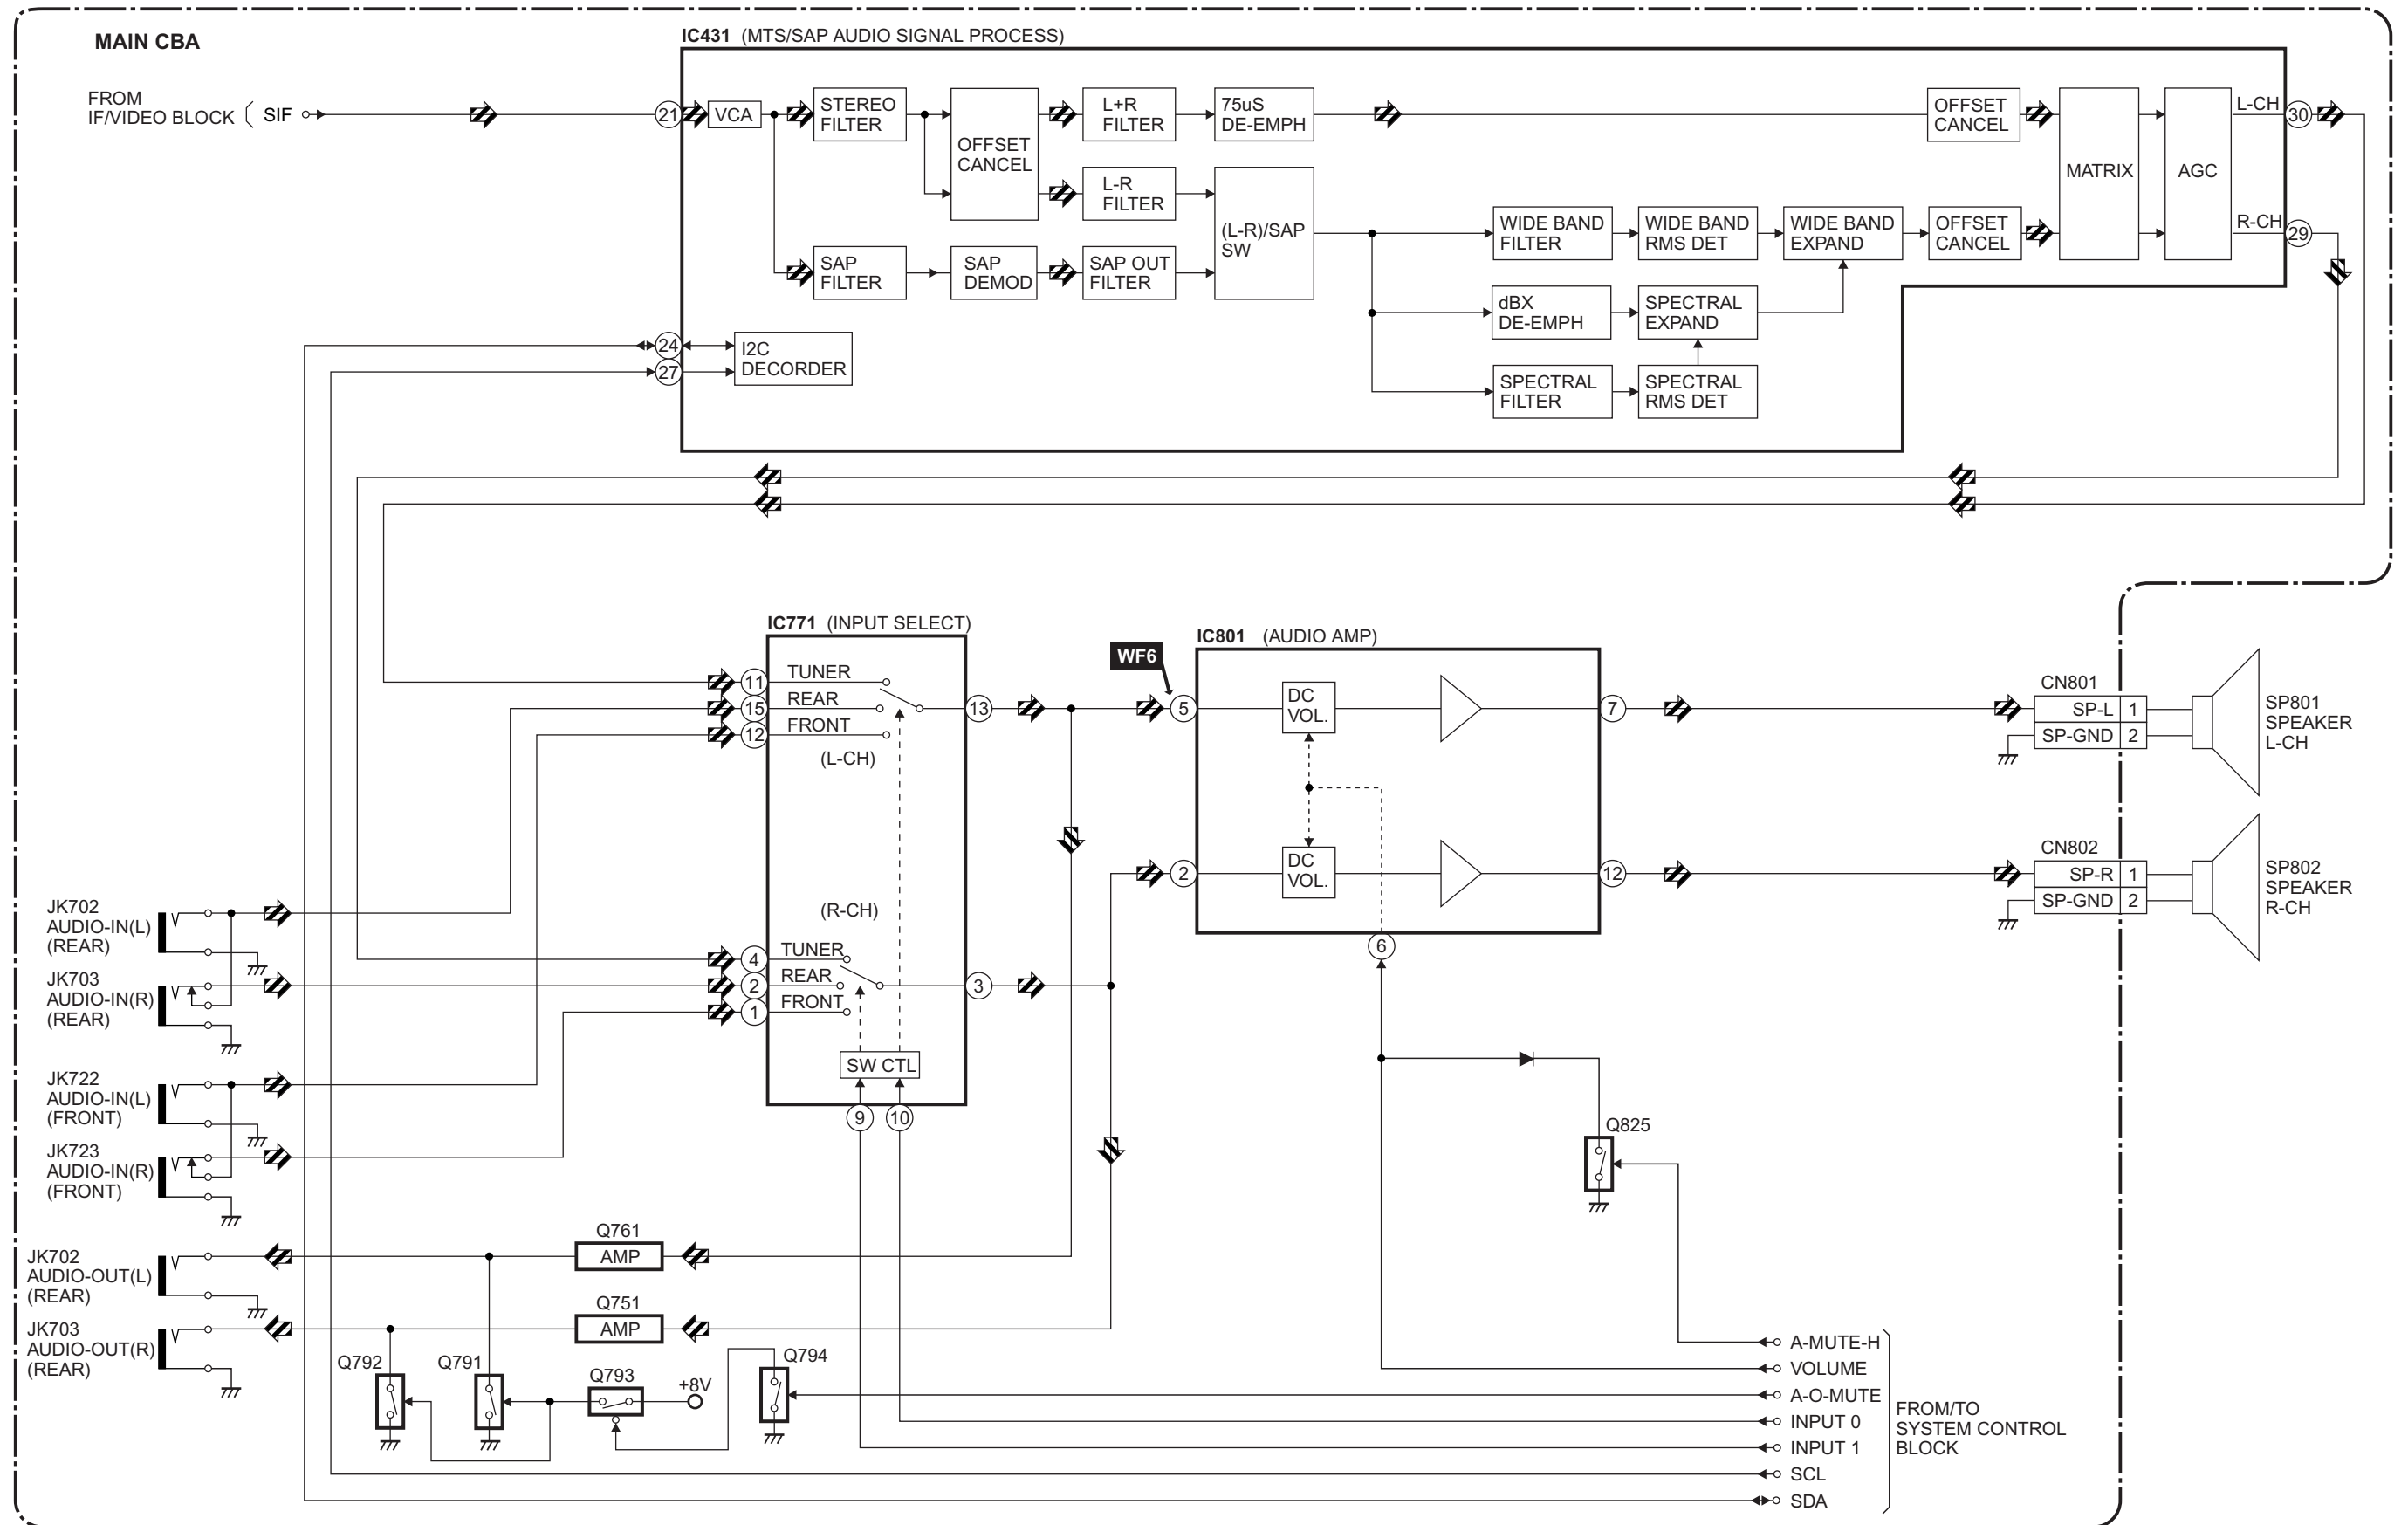 MAIN CBA
IC431 (MTS/SAP AUDIO SIGNAL PROCESS)
FROM
IF/VIDEO BLOCK
SIF
21
VCA
STEREO
FILTER
OFFSET
CANCEL
L+R
FILTER
75uS
DE-EMPH
OFFSET
CANCEL
MATRIX
AGC
L-CH
30
L-R
FILTER
(L-R)/SAP
SW
WIDE BAND
FILTER
WIDE BAND
RMS DET
WIDE BAND
EXPAND
OFFSET
CANCEL
R-CH
29
SAP
FILTER
SAP
DEMOD
SAP OUT
FILTER
dBX
DE-EMPH
SPECTRAL
EXPAND
24
27
I2C
DECORDER
SPECTRAL
FILTER
SPECTRAL
RMS DET
IC771 (INPUT SELECT)
11
TUNER
15
REAR
12
FRONT
(L-CH)
13
(R-CH)
4
TUNER
2
REAR
1
FRONT
3
SW CTL
9
10
WF6
IC801 (AUDIO AMP)
5
DC
VOL.
7
2
DC
VOL.
12
6
CN801
SP-L 1
SP-GND 2
SP801
SPEAKER
L-CH
CN802
SP-R 1
SP-GND 2
SP802
SPEAKER
R-CH
JK702
AUDIO-IN(L)
(REAR)
JK703
AUDIO-IN(R)
(REAR)
JK722
AUDIO-IN(L)
(FRONT)
JK723
AUDIO-IN(R)
(FRONT)
JK702
AUDIO-OUT(L)
(REAR)
JK703
AUDIO-OUT(R)
(REAR)
Q761
AMP
Q751
AMP
Q792
Q791
Q793
+8V
Q794
Q825
A-MUTE-H
VOLUME
A-O-MUTE
INPUT 0
INPUT 1
SCL
SDA
FROM/TO
SYSTEM CONTROL
BLOCK